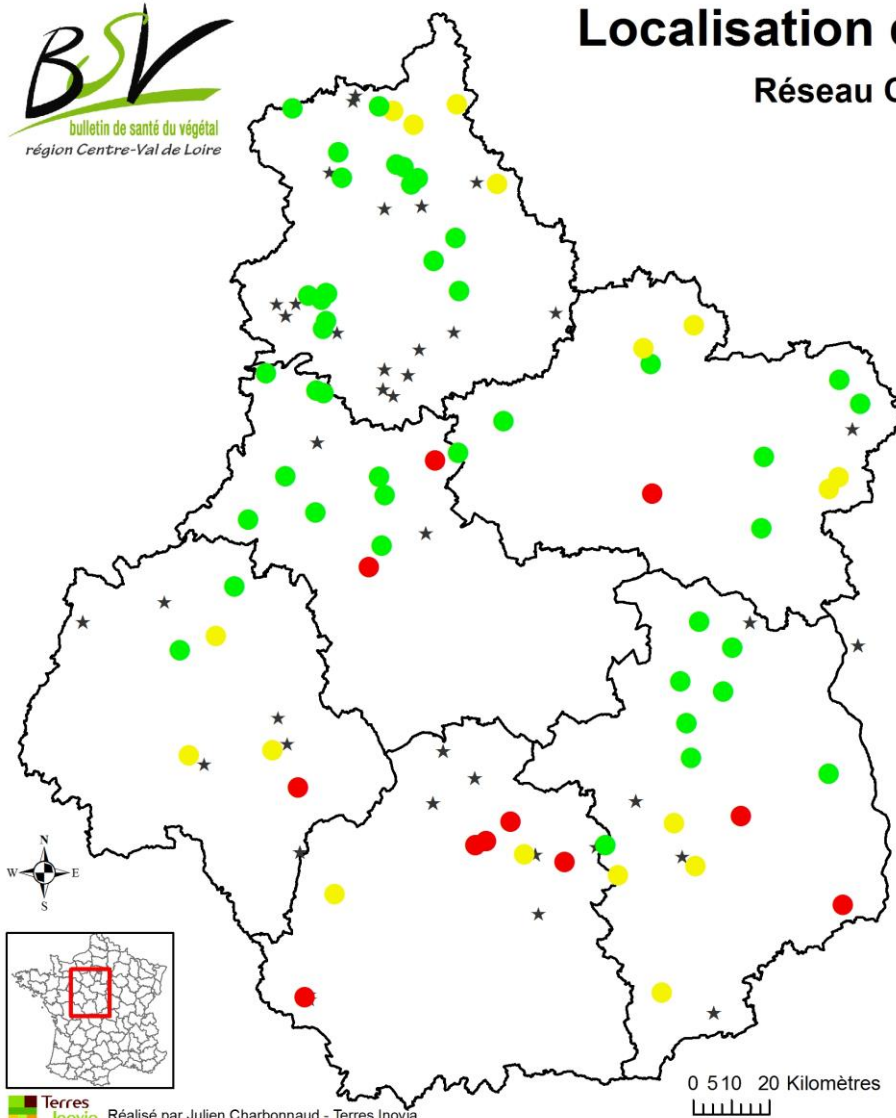 Localisation
Réseau
BSV
bulletin de santé du végétal
région Centre-Val de Loire
N
W E
S
0 5 10 20 Kilomètres
Terres
Inovia Réalisé par Julien Charbonnaud - Terres Inovia